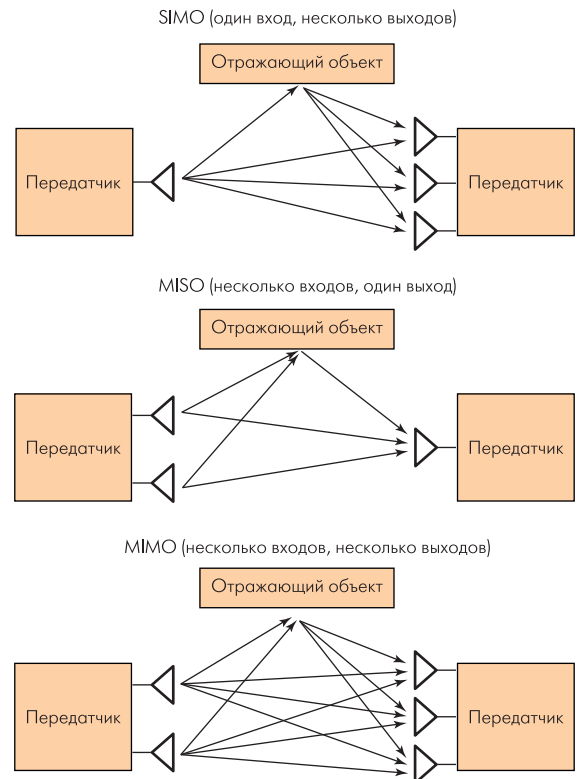 SIMO (один вход, несколько выходов)
Отражающий объект
Передатчик
Передатчик
MISO (несколько входов, один выход)
Отражающий объект
Передатчик
Передатчик
MIMO (несколько входов, несколько выходов)
Отражающий объект
Передатчик
Передатчик